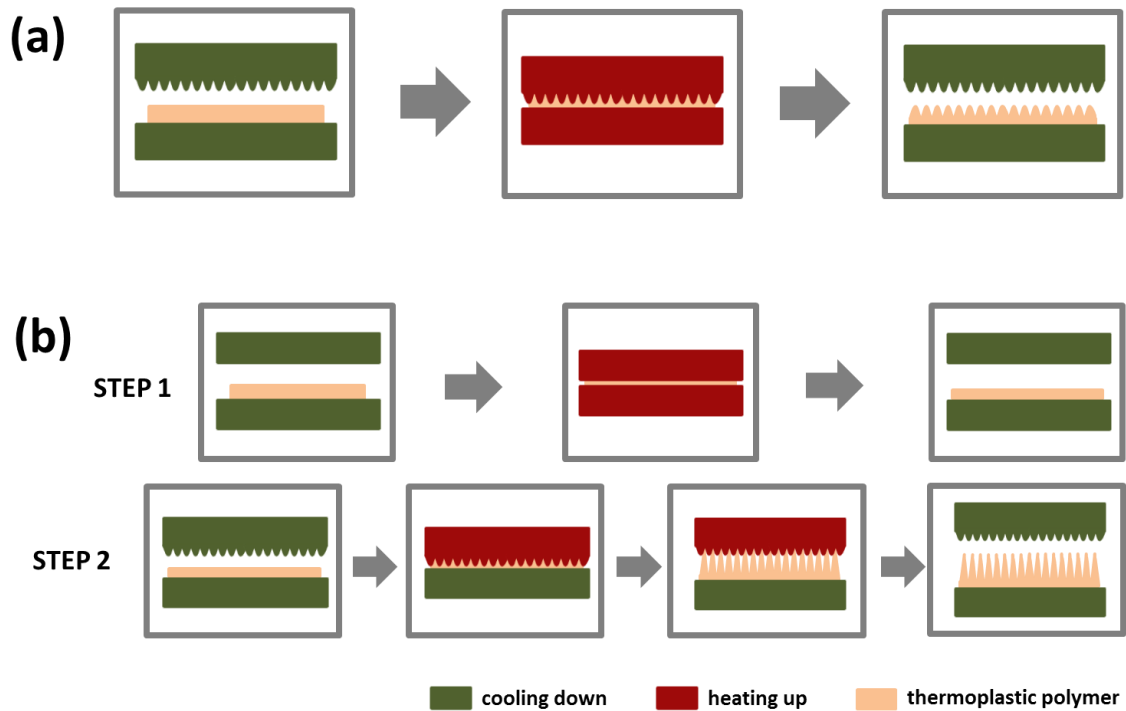 (a)
(b)
STEP 1
STEP 2
cooling down
heating up
thermoplastic polymer